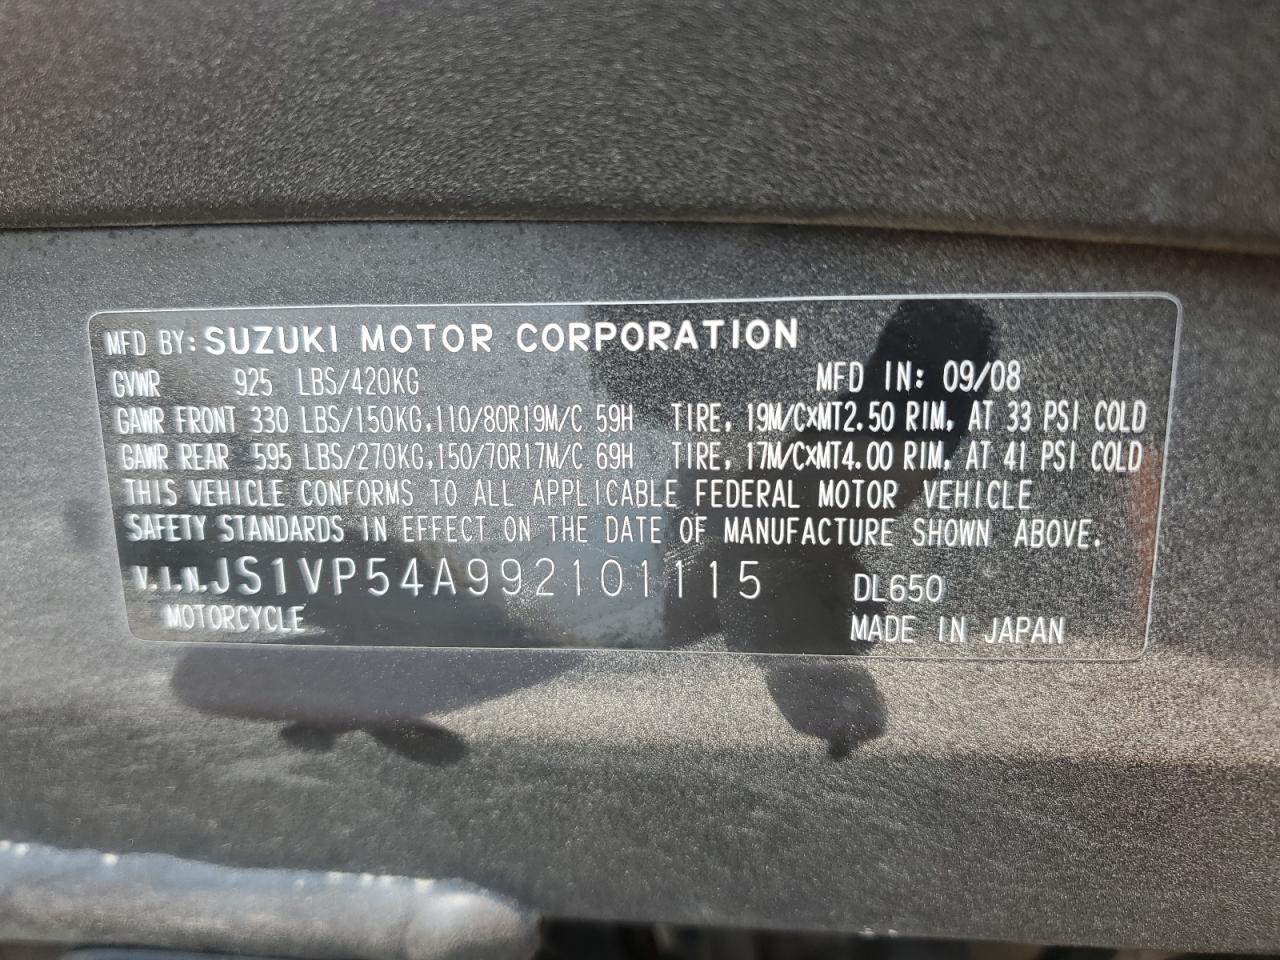 MFD BY: SUZUKI MOTOR CORPORATION
GVWR 925 LBS/420KG MFD IN: 09/08
GAWR FRONT 330 LBS/150KG,110/80R19M/C 59H TIRE, 19M/C×MT2.50 RIM, AT 33 PSI COLD
GAWR REAR 595 LBS/270KG,150/70R17M/C 69H TIRE, 17M/C×MT4.00 RIM, AT 41 PSI COLD
THIS VEHICLE CONFORMS TO ALL APPLICABLE FEDERAL MOTOR VEHICLE
SAFETY STANDARDS IN EFFECT ON THE DATE OF MANUFACTURE SHOWN ABOVE.
V.I.N. JS1VP54A992101115 DL650
MOTORCYCLE MADE IN JAPAN